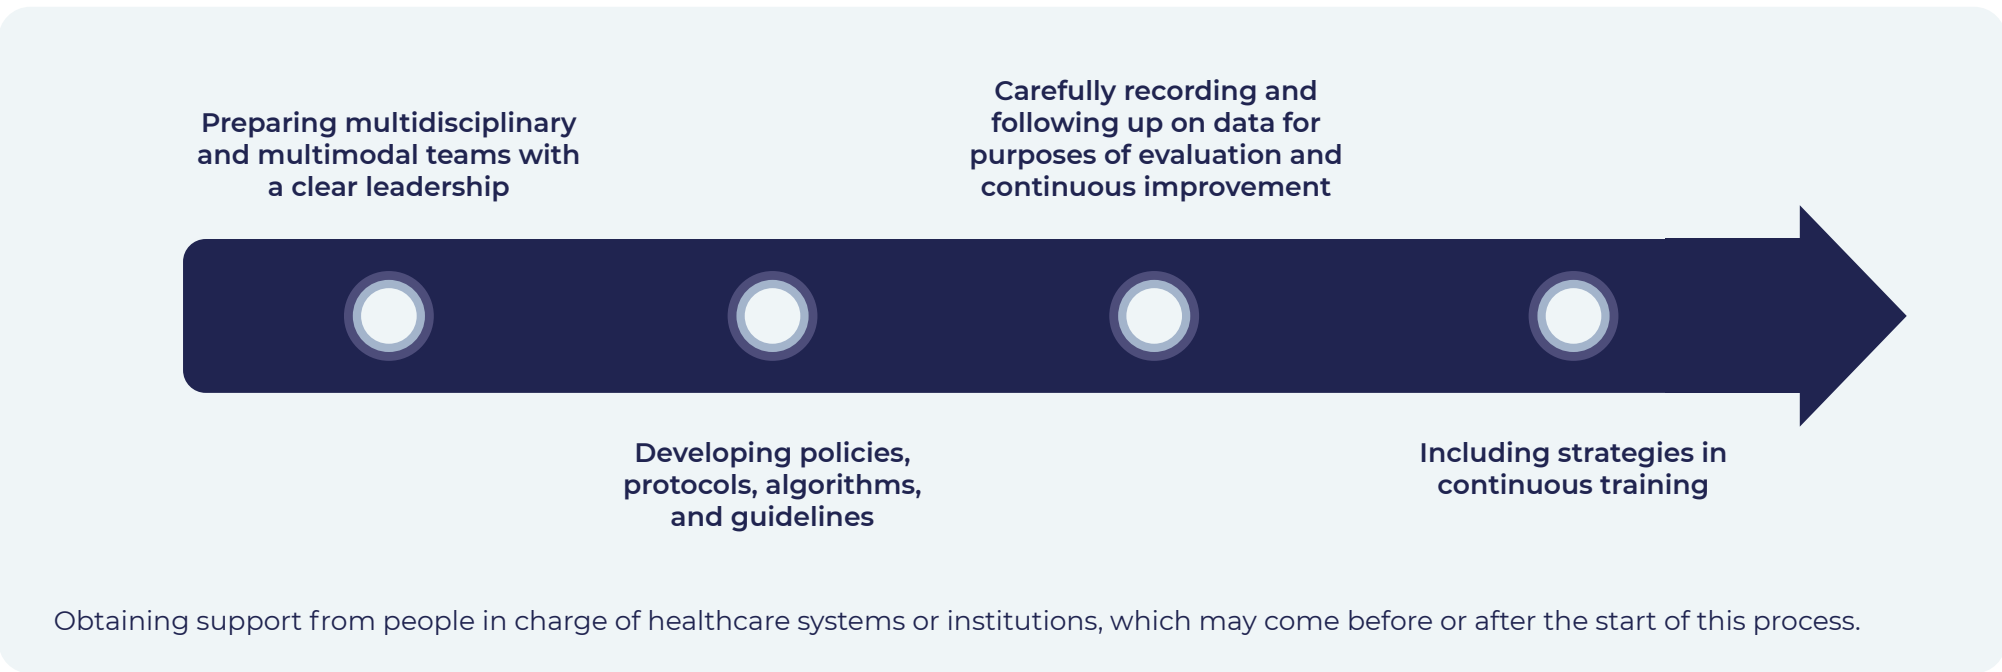 Preparing multidisciplinary
and multimodal teams with
a clear leadership
Developing policies,
protocols, algorithms,
and guidelines
Carefully recording and
following up on data for
purposes of evaluation and
continuous improvement
Including strategies in
continuous training
Obtaining support from people in charge of healthcare systems or institutions, which may come before or after the start of this process.